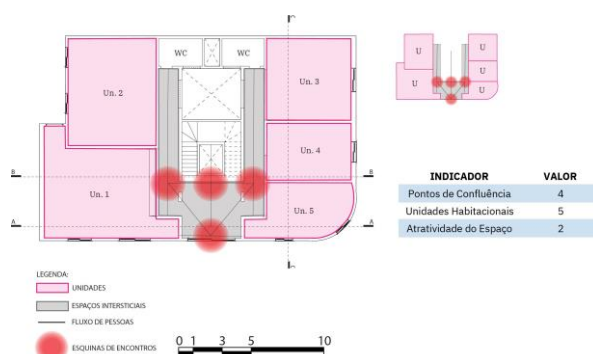 WC
WC
Un. 2
Un. 3
Un. 4
Un. 1
Un. 5
B
B
A
A
U
U
U
U
U
INDICADOR VALOR
Pontos de Confluência 4
Unidades Habitacionais 5
Atratividade do Espaço 2
LEGENDA:
UNIDADES
ESPAÇOS INTERSTICIAIS
FLUXO DE PESSOAS
ESQUINAS DE ENCONTROS
0 1 3 5 10